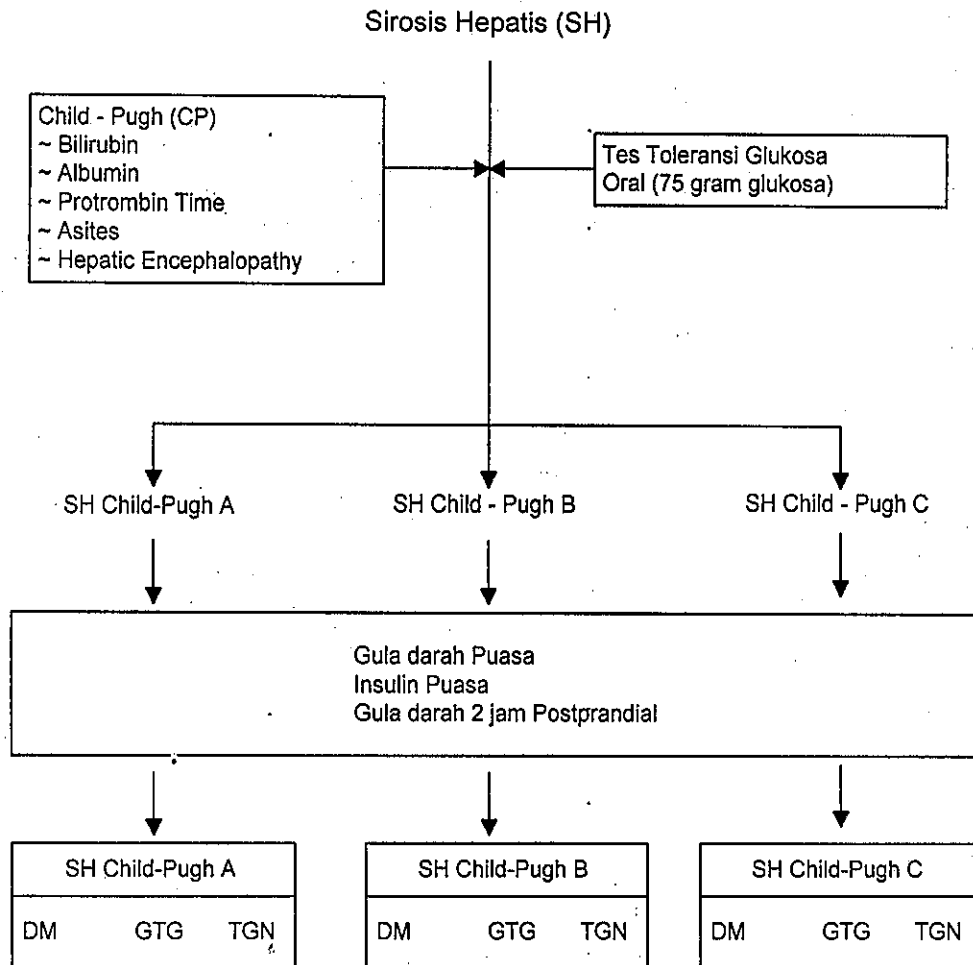 Sirosis Hepatis (SH)
Child - Pugh (CP)
~ Bilirubin
~ Albumin
~ Protrombin Time
~ Asites
~ Hepatic Encephalopathy
Tes Toleransi Glukosa
Oral (75 gram glukosa)
SH Child-Pugh A
SH Child - Pugh B
SH Child - Pugh C
Gula darah Puasa
Insulin Puasa
Gula darah 2 jam Postprandial
SH Child-Pugh A
DM GTG TGN
SH Child-Pugh B
DM GTG TGN
SH Child-Pugh C
DM GTG TGN